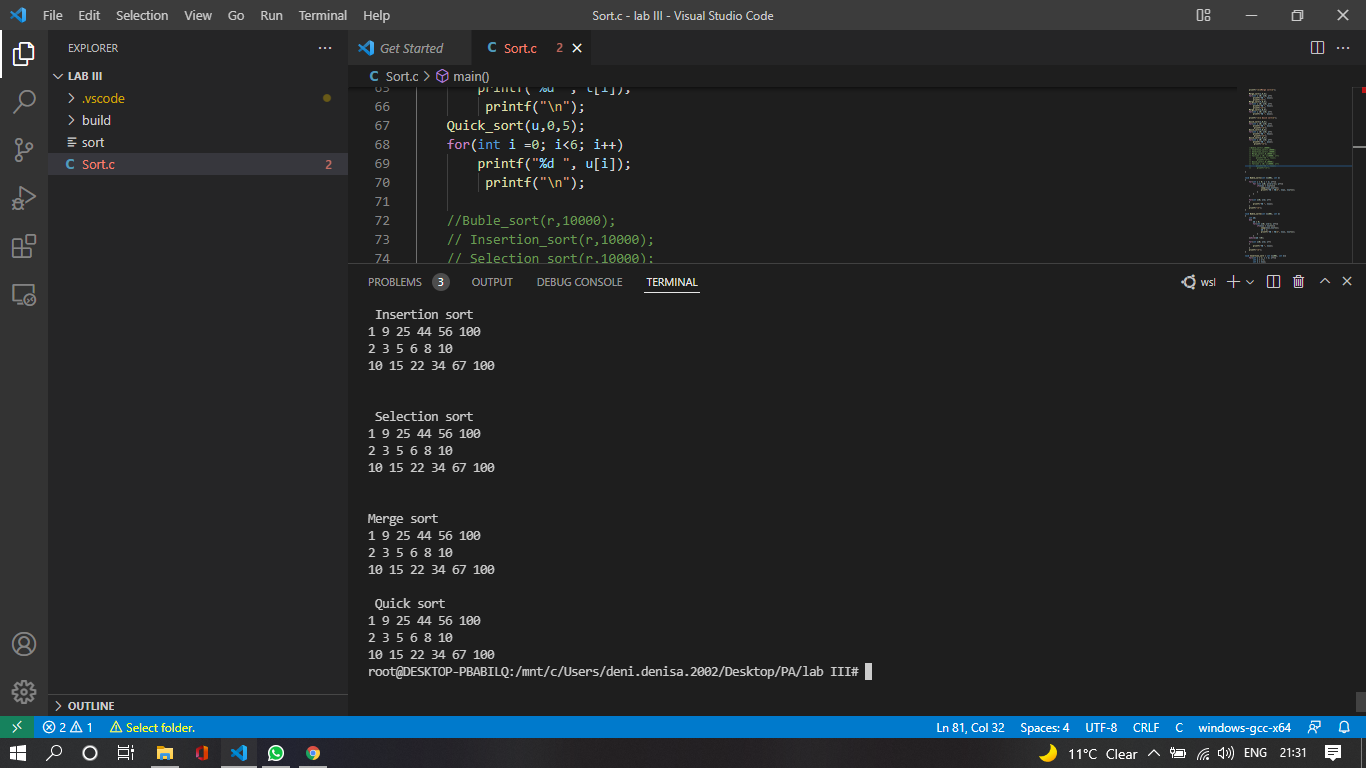 File Edit Selection View Go Run Terminal Help Sort.c - lab III - Visual Studio Code
EXPLORER
LAB III
.vscode
build
sort
Sort.c 2
OUTLINE
Get Started
Sort.c 2
Sort.c > main()
65 printf("%d ", t[i]);
66 printf("\n");
67 Quick_sort(u,0,5);
68 for(int i =0; i<6; i++)
69 printf("%d ", u[i]);
70 printf("\n");
71
72 //Buble_sort(r,10000);
73 // Insertion_sort(r,10000);
74 // Selection_sort(r,10000);
PROBLEMS 3 OUTPUT DEBUG CONSOLE TERMINAL
wsl
Insertion sort
1 9 25 44 56 100
2 3 5 6 8 10
10 15 22 34 67 100
Selection sort
1 9 25 44 56 100
2 3 5 6 8 10
10 15 22 34 67 100
Merge sort
1 9 25 44 56 100
2 3 5 6 8 10
10 15 22 34 67 100
Quick sort
1 9 25 44 56 100
2 3 5 6 8 10
10 15 22 34 67 100
root@DESKTOP-PBABILQ:/mnt/c/Users/deni.denisa.2002/Desktop/PA/lab III#
2 1 Select folder. Ln 81, Col 32 Spaces: 4 UTF-8 CRLF C windows-gcc-x64
11°C Clear ENG 21:31